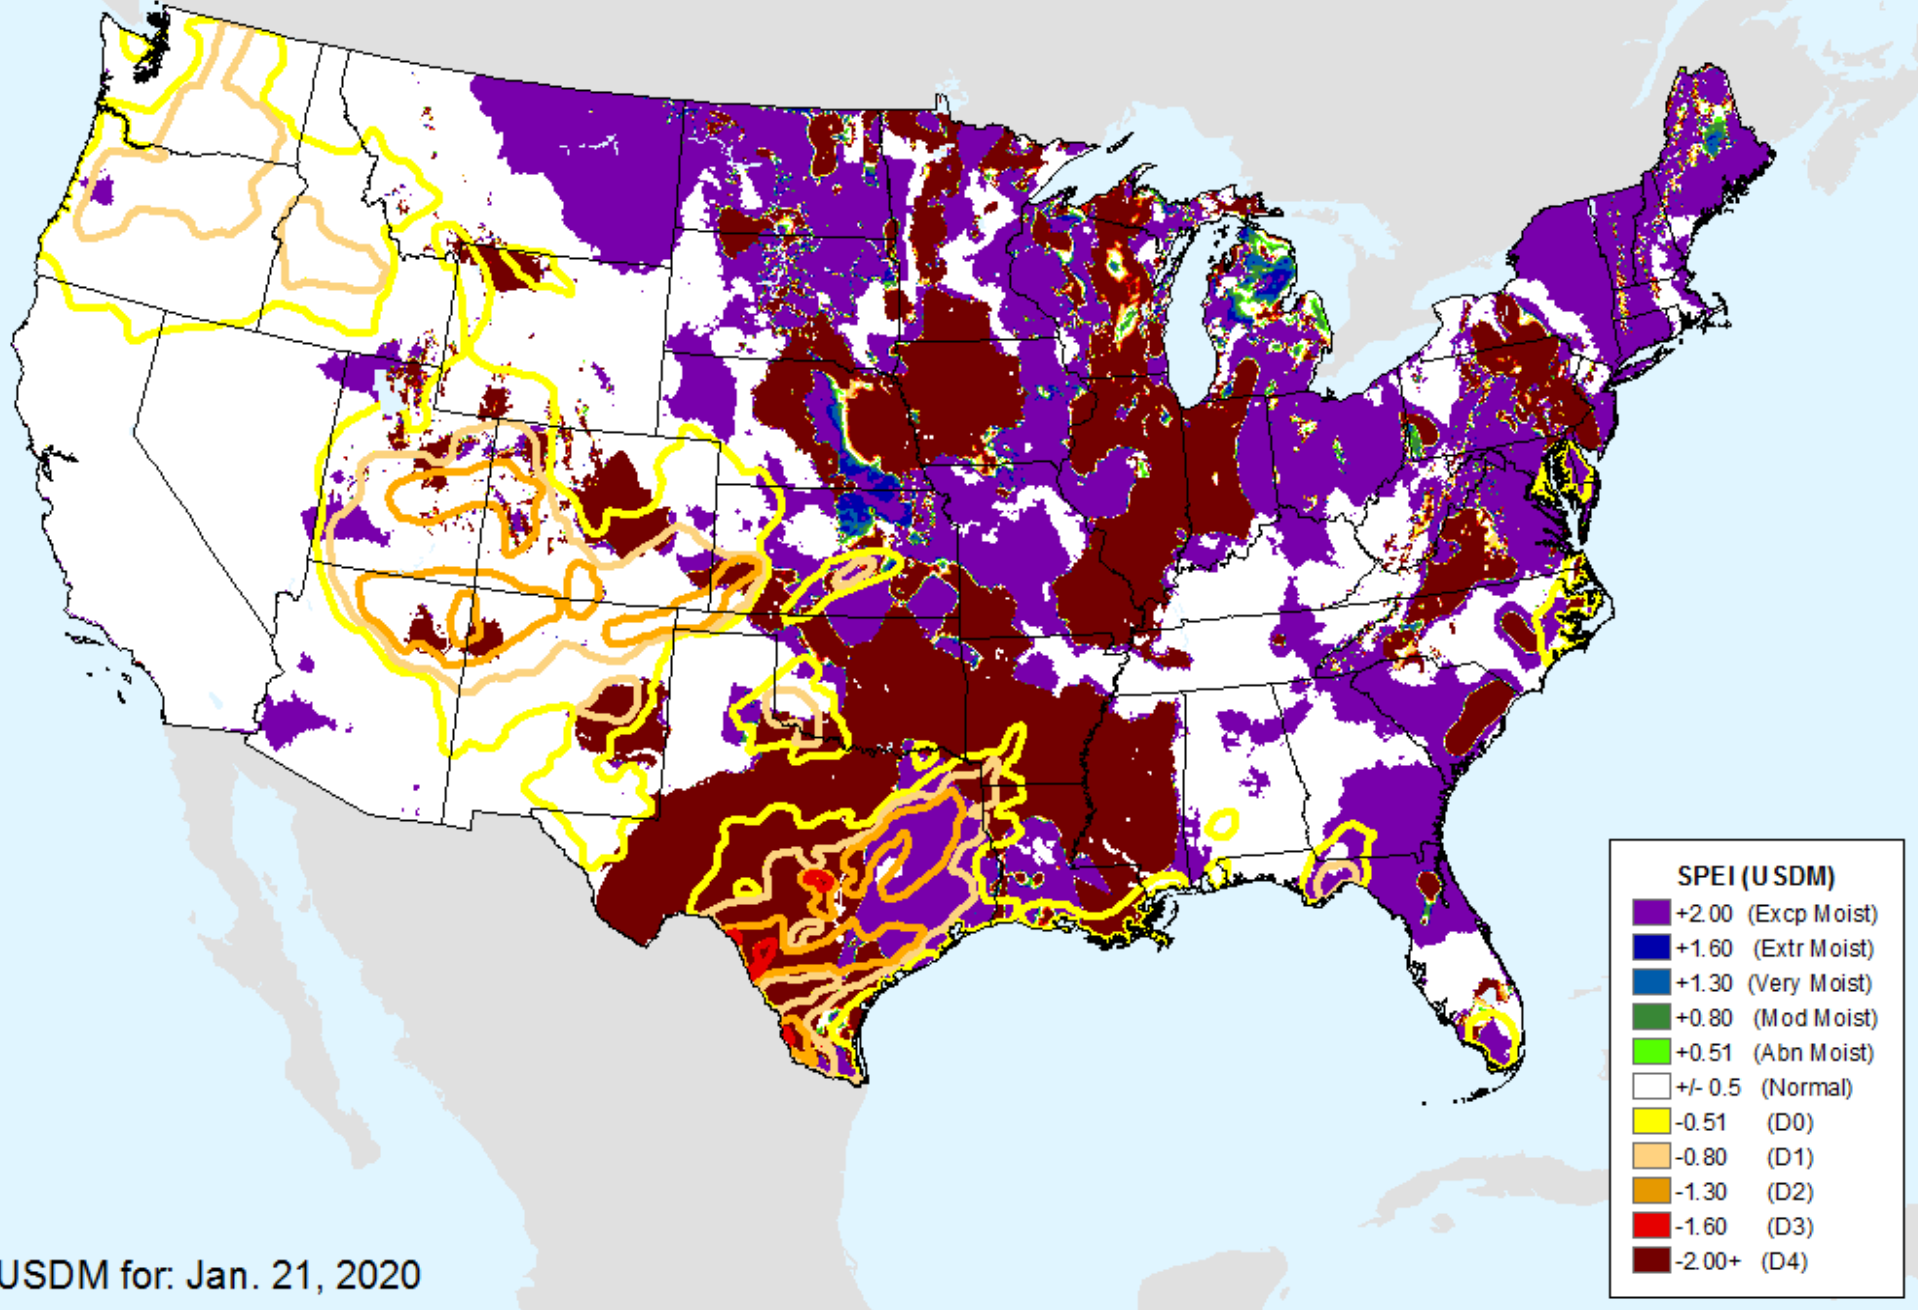 SPEI (USDM)
+2.00 (Excp Moist)
+1.60 (Extr Moist)
+1.30 (Very Moist)
+0.80 (Mod Moist)
+0.51 (Abn Moist)
+/- 0.5 (Normal)
-0.51 (D0)
-0.80 (D1)
-1.30 (D2)
-1.60 (D3)
-2.00+ (D4)
USDM for: Jan. 21, 2020